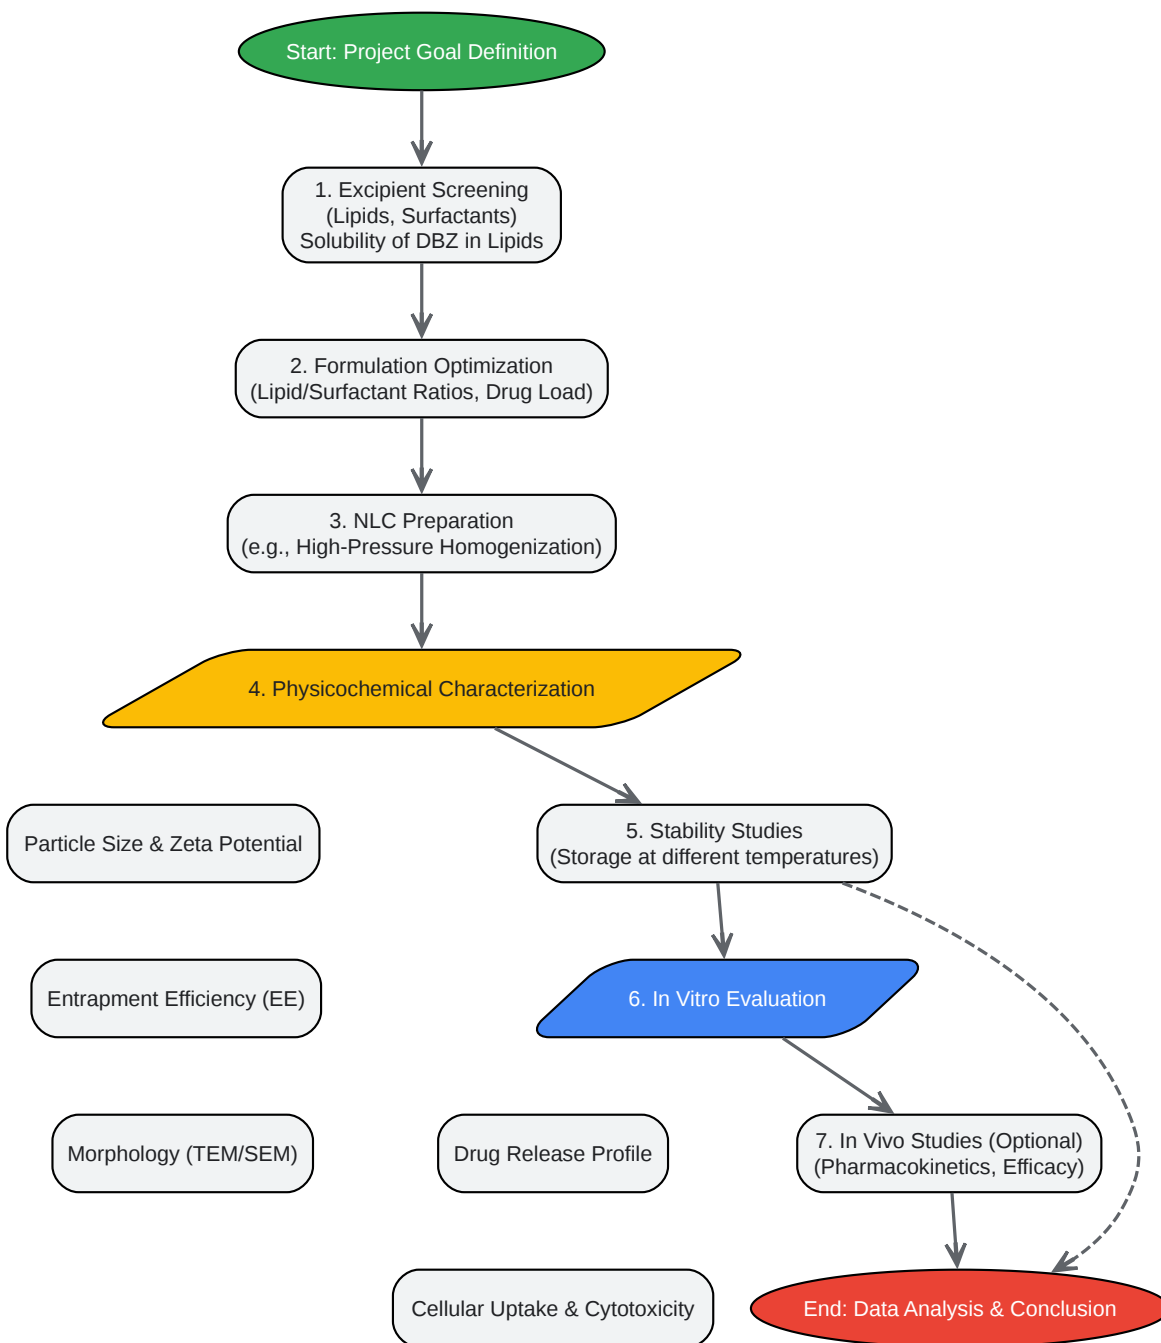 Start: Project Goal Definition
1. Excipient Screening
(Lipids, Surfactants)
Solubility of DBZ in Lipids
2. Formulation Optimization
(Lipid/Surfactant Ratios, Drug Load)
3. NLC Preparation
(e.g., High-Pressure Homogenization)
4. Physicochemical Characterization
Particle Size & Zeta Potential
5. Stability Studies
(Storage at different temperatures)
Entrapment Efficiency (EE)
6. In Vitro Evaluation
Morphology (TEM/SEM)
Drug Release Profile
7. In Vivo Studies (Optional)
(Pharmacokinetics, Efficacy)
Cellular Uptake & Cytotoxicity
End: Data Analysis & Conclusion